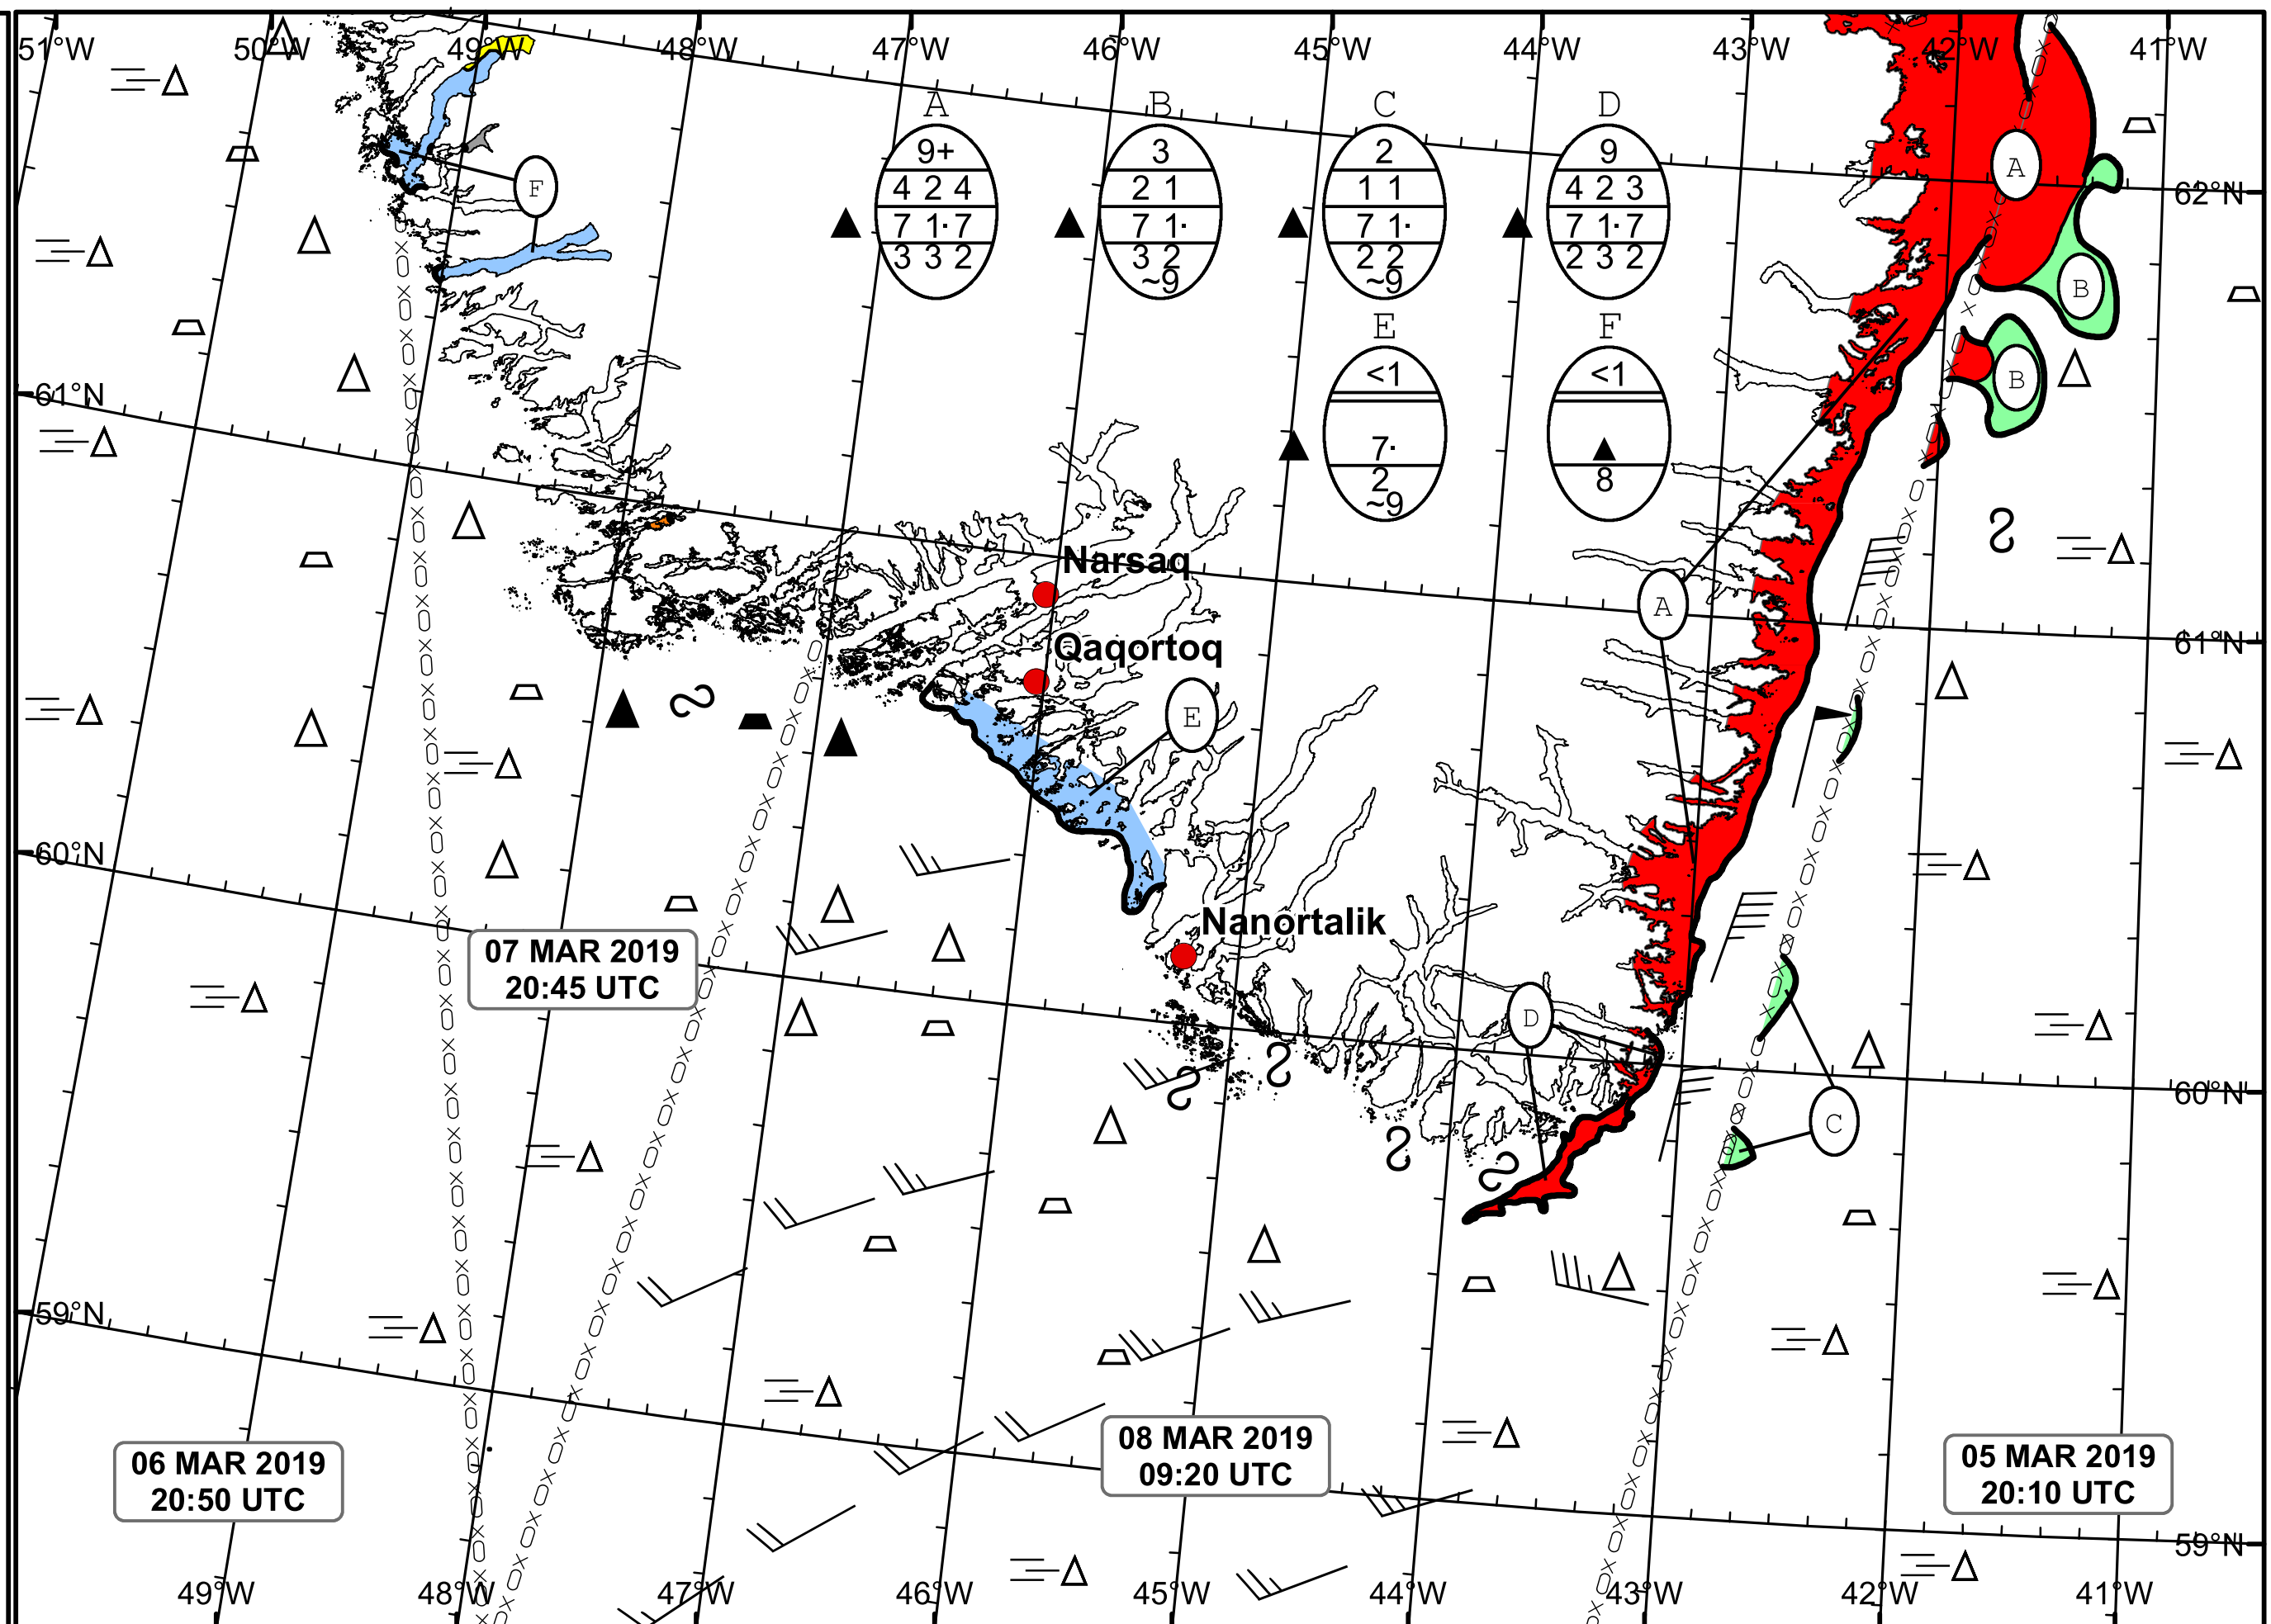 51°W 50°W 49°W 48°W 47°W 46°W 45°W 44°W 43°W 42°W 41°W
A B C D
9+ 3 2 9
4 2 4 2 1 1 1 4 2 3
7 1· 7 7 1· 7 1· 7 1· 7
3 3 2 3 2 2 2 2 3 2
~9 ~9
A
F
62°N
B
E F
<1 <1
B
61°N
7·
2 8
~9
Narsaq
A
61°N
Qaqortoq
E
60°N
Nanortalik
07 MAR 2019
20:45 UTC
D
60°N
C
59°N
06 MAR 2019
20:50 UTC
08 MAR 2019
09:20 UTC
05 MAR 2019
20:10 UTC
59°N
49°W 48°W 47°W 46°W 45°W 44°W 43°W 42°W 41°W